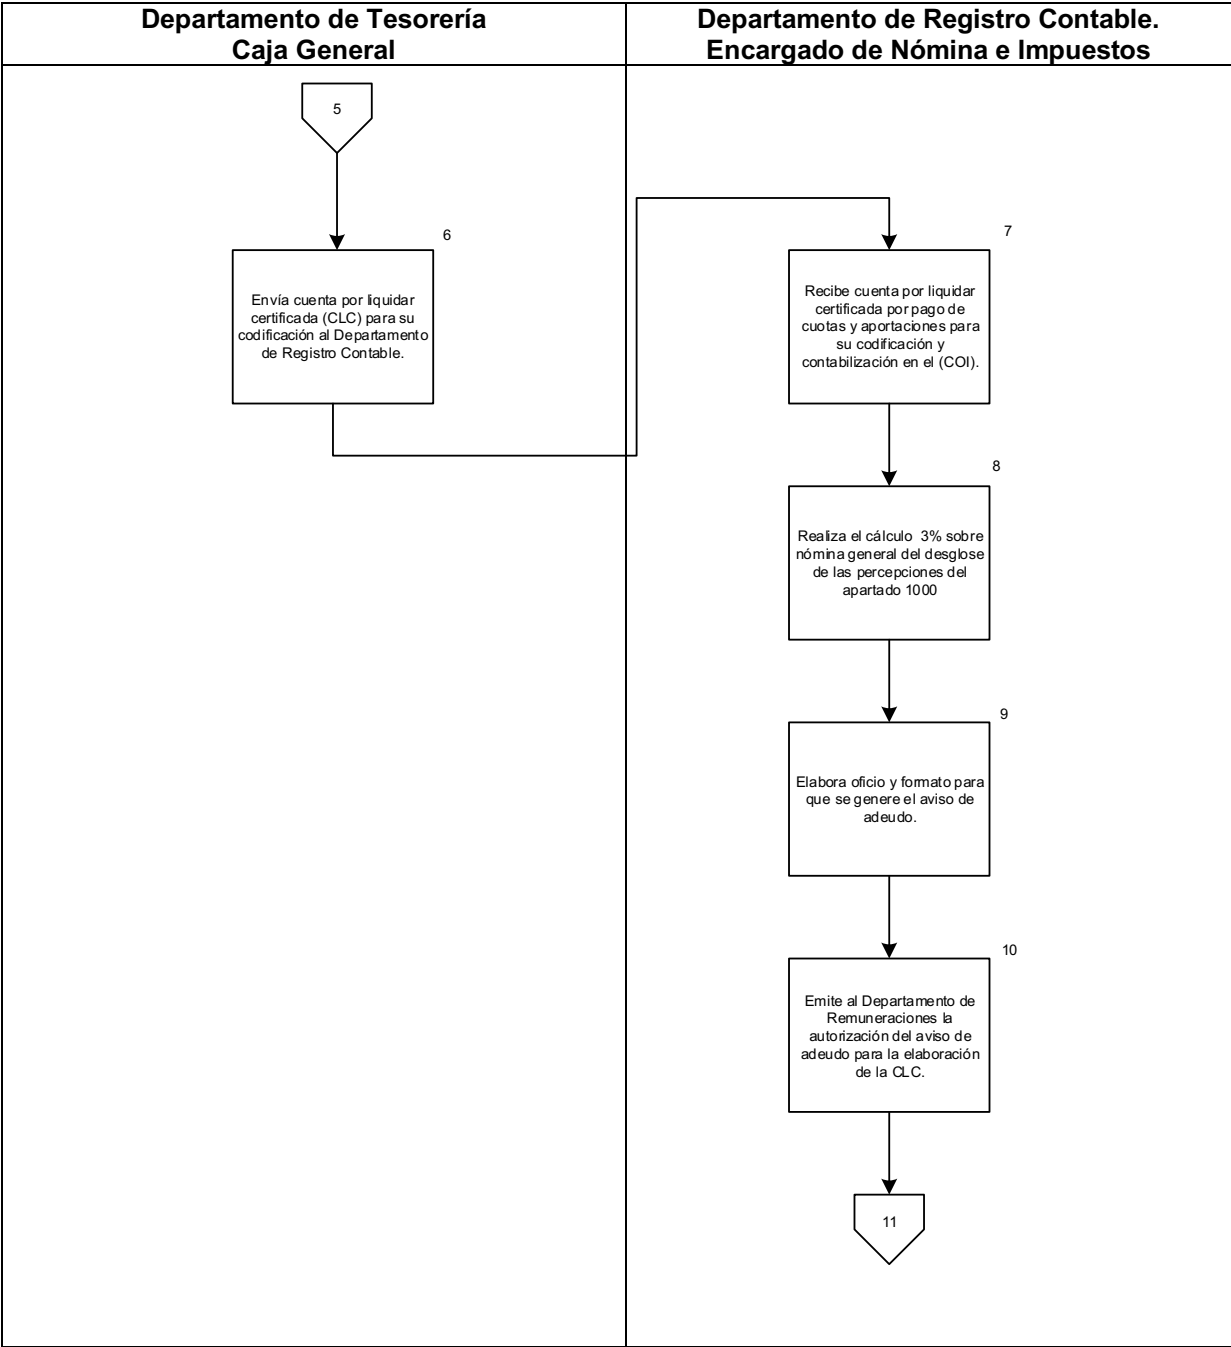 Departamento de Tesorería
Caja General
Departamento de Registro Contable.
Encargado de Nómina e Impuestos
5
6
Envía cuenta por liquidar
certificada (CLC) para su
codificación al Departamento
de Registro Contable.
7
Recibe cuenta por liquidar
certificada por pago de
cuotas y aportaciones para
su codificación y
contabilización en el (COI).
8
Realiza el cálculo 3% sobre
nómina general del desglose
de las percepciones del
apartado 1000
9
Elabora oficio y formato para
que se genere el aviso de
adeudo.
10
Emite al Departamento de
Remuneraciones la
autorización del aviso de
adeudo para la elaboración
de la CLC.
11